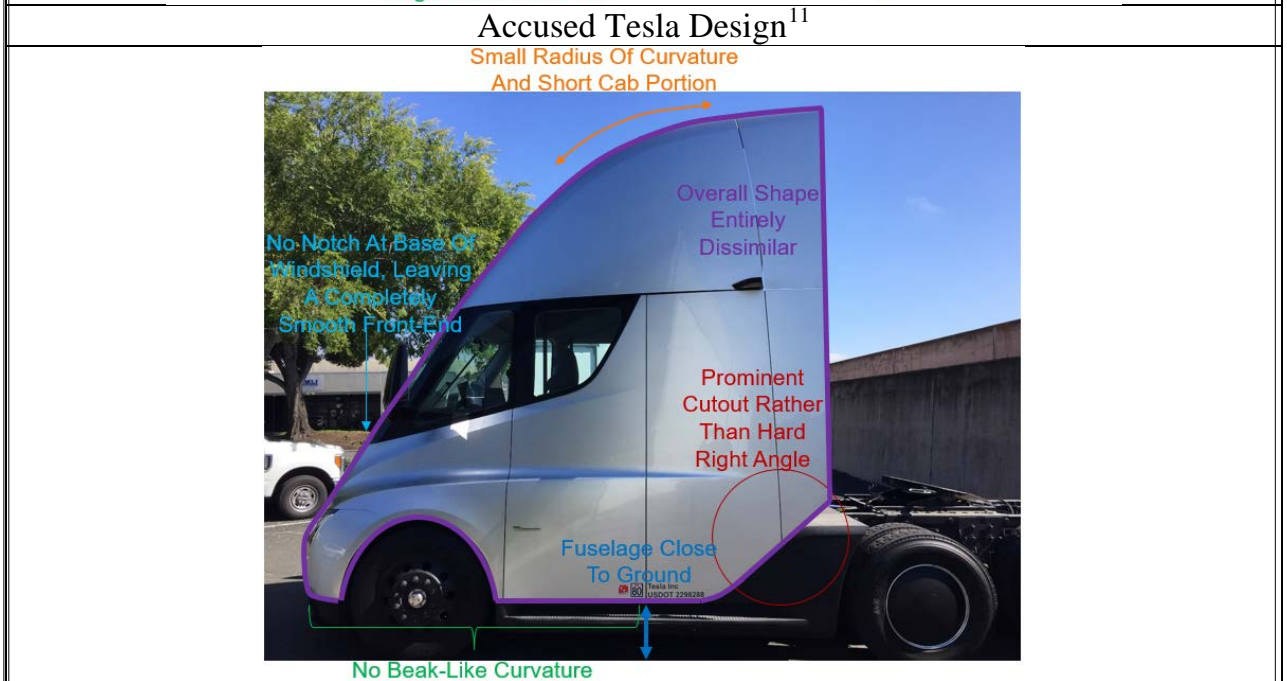 Accused Tesla Design11
Small Radius Of Curvature
And Short Cab Portion
Overall Shape
Entirely
Dissimilar
No Notch At Base Of
Windshield, Leaving
A Completely
Smooth Front-End
Prominent
Cutout Rather
Than Hard
Right Angle
Fuselage Close
To Ground
80
Tesla Inc
USDOT 2298288
No Beak-Like Curvature